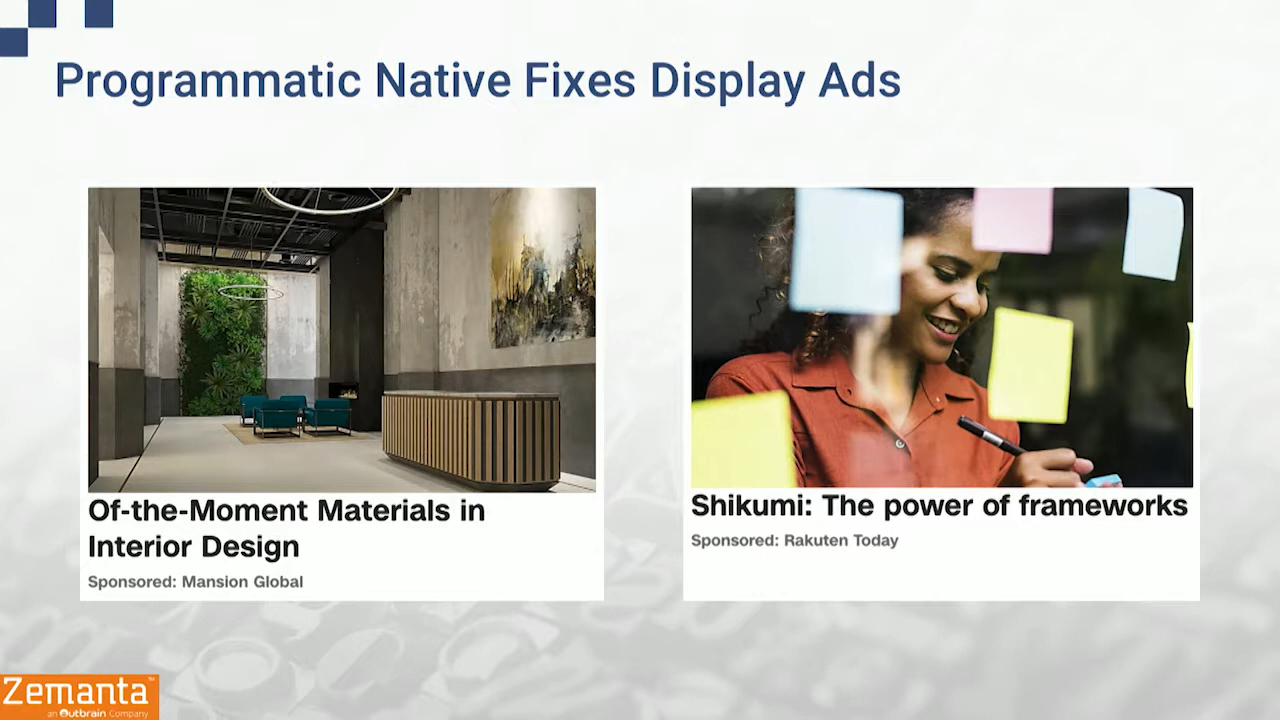 Programmatic Native Fixes Display Ads
Of-the-Moment Materials in
Interior Design
Sponsored: Mansion Global
Shikumi: The power of frameworks
Sponsored: Rakuten Today
Zemanta™
an Outbrain Company